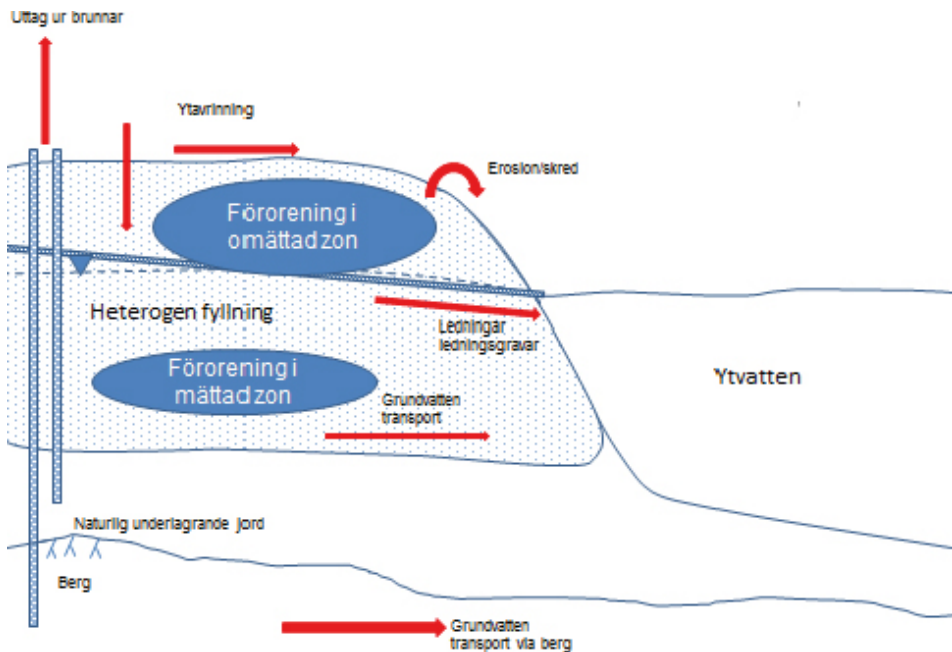 Uttag ur brunnar
Ytavrinning
Erosion/skred
Förorening i
omättad zon
Heterogen fyllning
Ledningar
ledningsgravar
Förorening i
mättad zon
Ytvatten
Grundvatten
transport
Naturlig underlagrande jord
Berg
Grundvatten
transport via berg